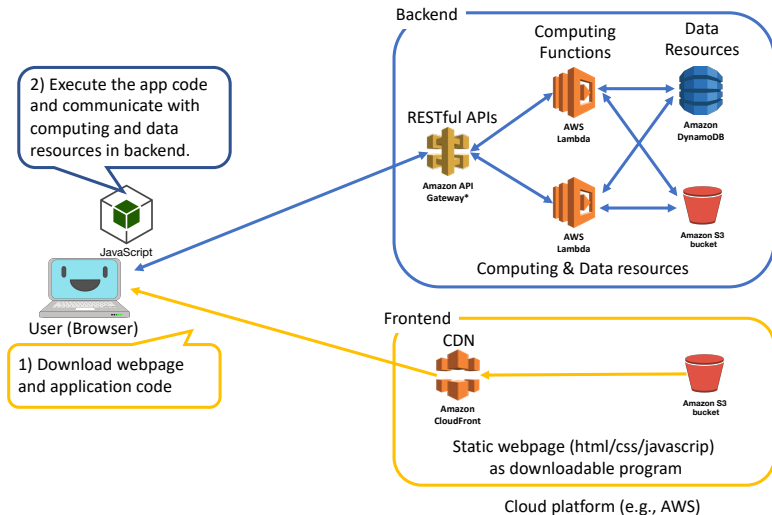 Backend
Computing
Functions
Data
Resources
2) Execute the app code
and communicate with
computing and data
resources in backend.
RESTful APIs
AWS
Lambda
Amazon
DynamoDB
Amazon API
Gateway*
AWS
Lambda
Amazon S3
bucket
JavaScript
Computing & Data resources
User (Browser)
Frontend
1) Download webpage
and application code
CDN
Amazon
CloudFront
Amazon S3
bucket
Static webpage (html/css/javascrip)
as downloadable program
Cloud platform (e.g., AWS)